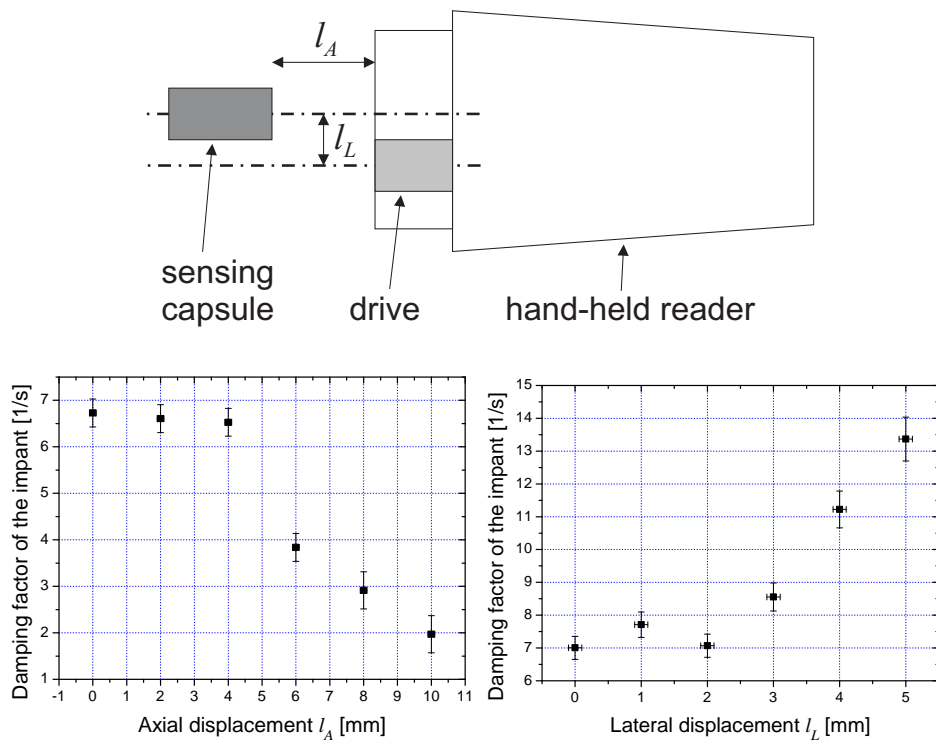 l_A
l_L
sensing
capsule
drive
hand-held reader
Damping factor of the impant [1/s]
7
6
5
4
3
2
1
-1 0 1 2 3 4 5 6 7 8 9 10 11
Axial displacement l_A [mm]
Damping factor of the impant [1/s]
15
14
13
12
11
10
9
8
7
6
0 1 2 3 4 5
Lateral displacement l_L [mm]